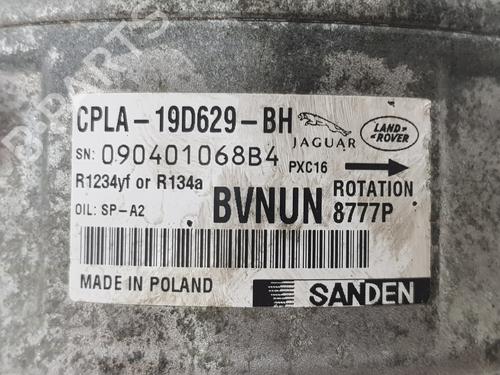 CPLA-19D629-BH
JAGUAR
LAND ROVER
SN: 090401068B4
PXC16
R1234yf or R134a
ROTATION
OIL: SP-A2
BVNUN 8777P
MADE IN POLAND
SANDEN